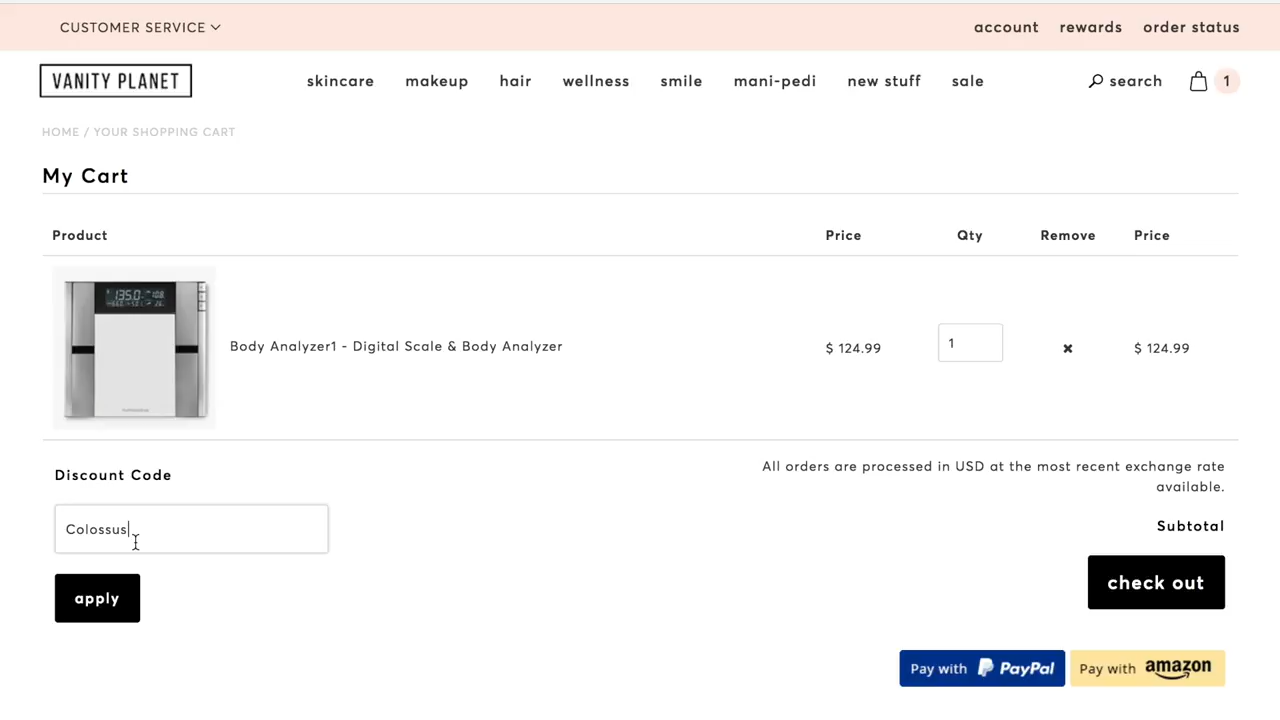 CUSTOMER SERVICE
account rewards order status
VANITY PLANET
skincare makeup hair wellness smile mani-pedi new stuff sale search 1
HOME / YOUR SHOPPING CART
My Cart
Product Price Qty Remove Price
135.0
Body Analyzer1 - Digital Scale & Body Analyzer $ 124.99 1 $ 124.99
Discount Code
All orders are processed in USD at the most recent exchange rate
available.
Colossus
Subtotal
apply
check out
Pay with PayPal Pay with amazon